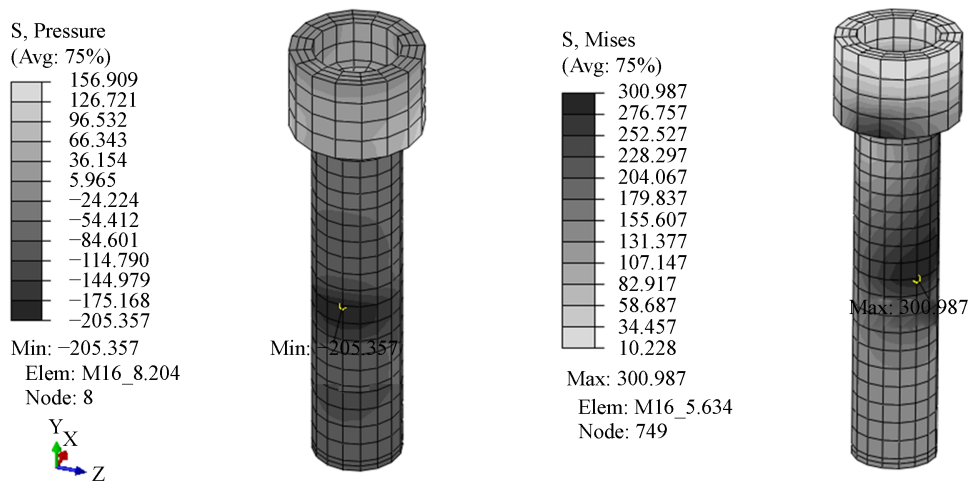 S, Pressure
(Avg: 75%)
156.909
126.721
96.532
66.343
36.154
5.965
−24.224
−54.412
−84.601
−114.790
−144.979
−175.168
−205.357
Min: −205.357
Elem: M16_8.204
Node: 8
Y
X
Z
Min: −205.357
S, Mises
(Avg: 75%)
300.987
276.757
252.527
228.297
204.067
179.837
155.607
131.377
107.147
82.917
58.687
34.457
10.228
Max: 300.987
Elem: M16_5.634
Node: 749
Max: 300.987